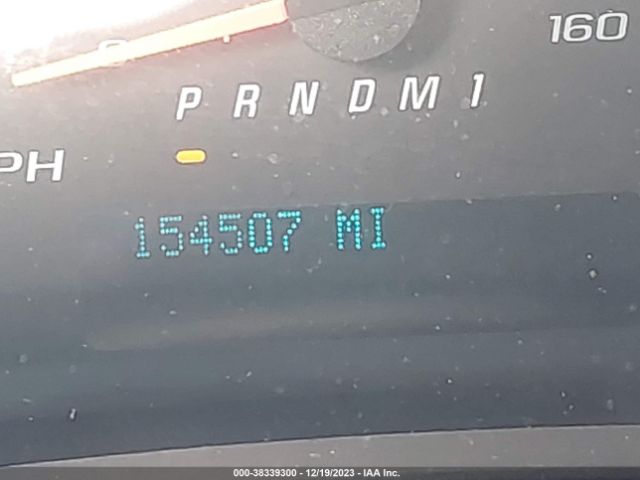 160
P R N D M 1
PH
154507 MI
000-38339300 - 12/19/2023 - IAA Inc.